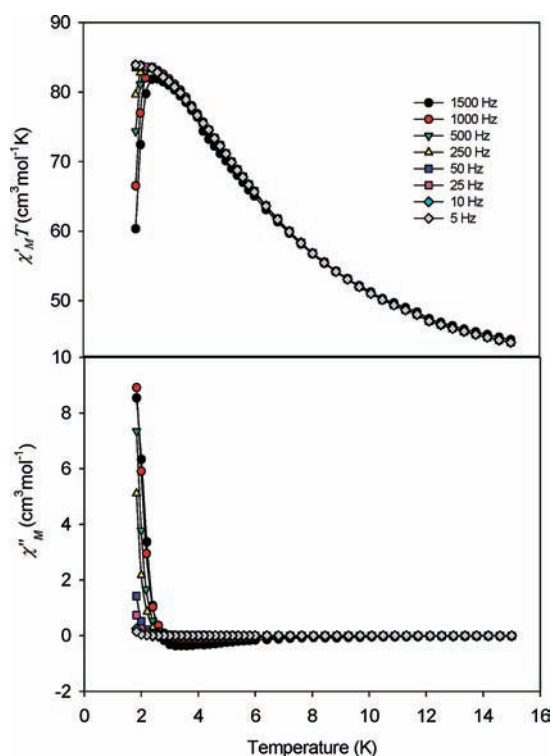 90
80
70
60
50
χ'M T (cm³mol⁻¹K)
1500 Hz
1000 Hz
500 Hz
250 Hz
50 Hz
25 Hz
10 Hz
5 Hz
10
8
6
4
2
0
-2
χ''M (cm³mol⁻¹)
0 2 4 6 8 10 12 14 16
Temperature (K)